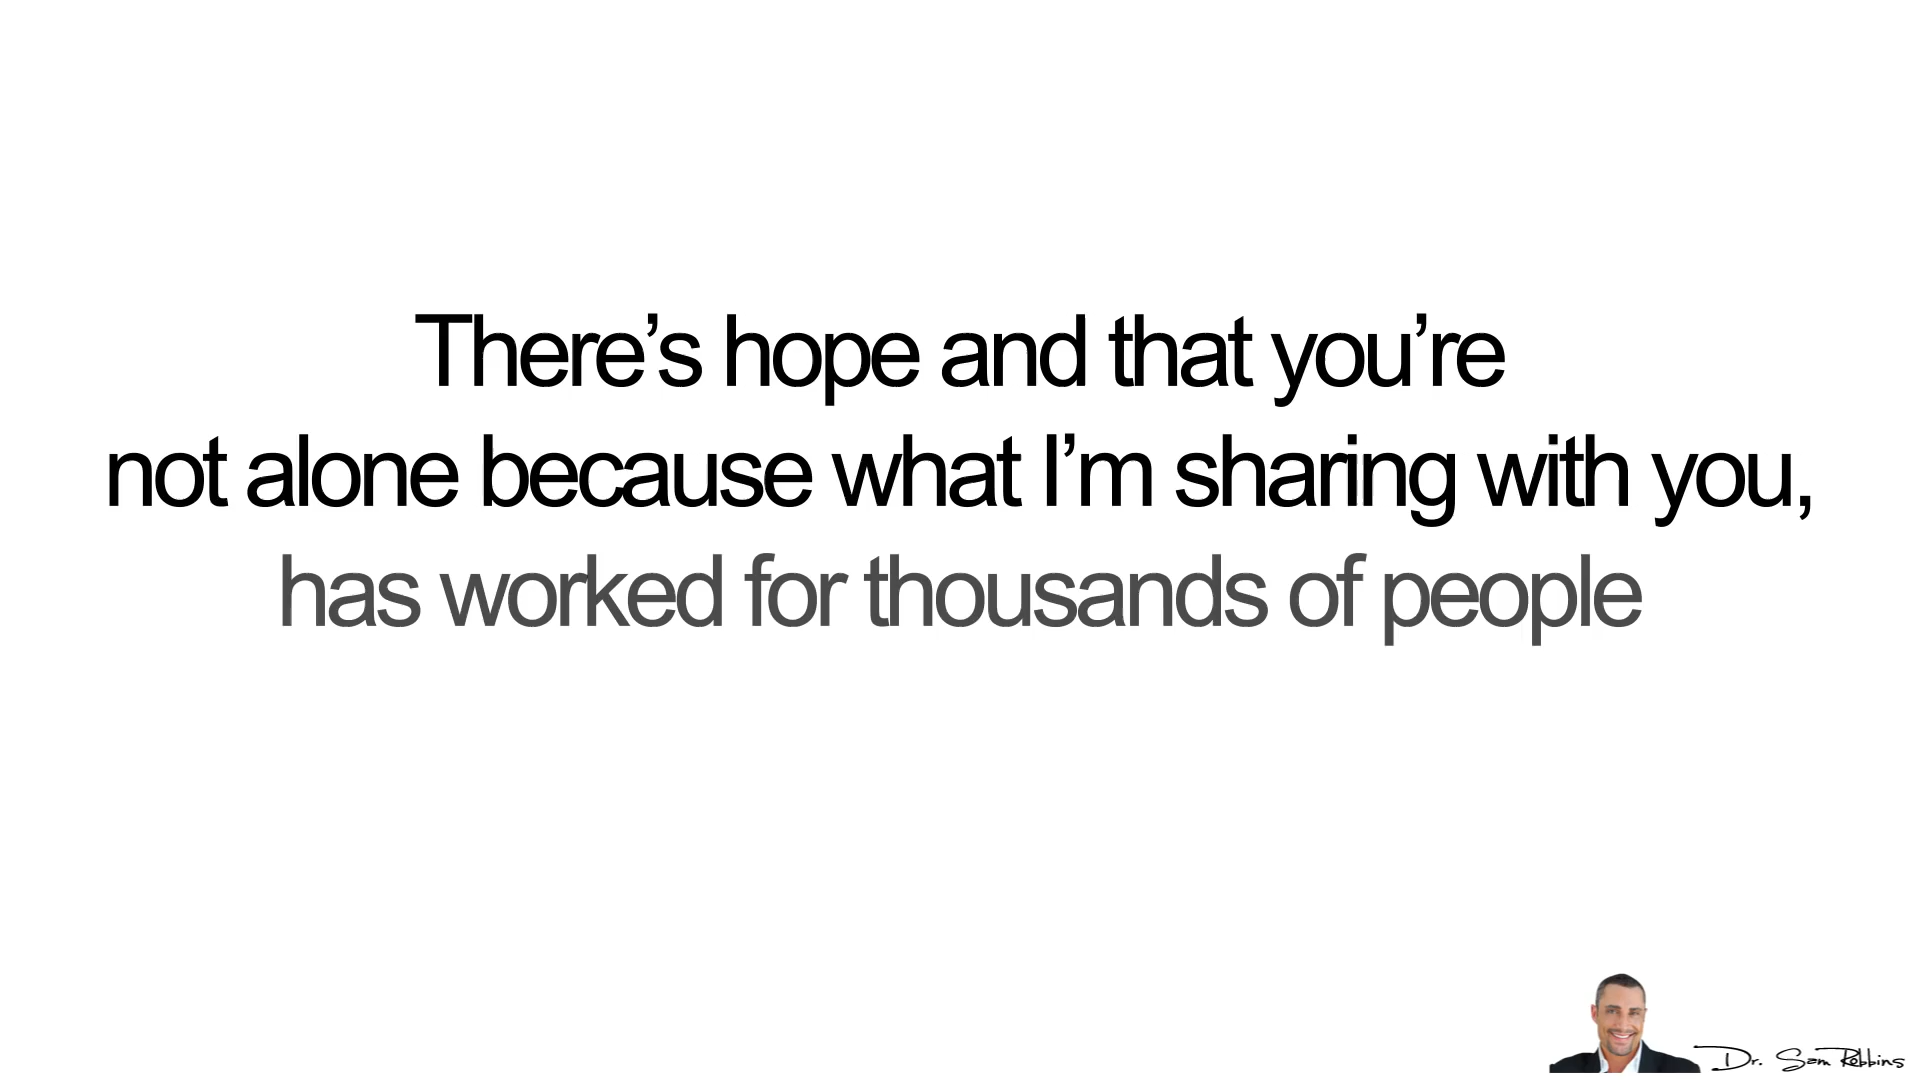 There’s hope and that you’re
not alone because what I’m sharing with you,
has worked for thousands of people
Dr. Sam Robbins